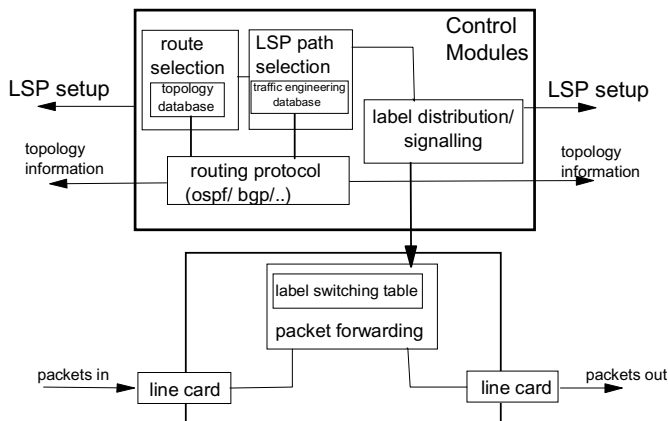 Control
Modules
route
selection
topology
database
LSP path
selection
traffic engineering
database
LSP setup
LSP setup
label distribution/
signalling
topology
information
routing protocol
(ospf/ bgp/..)
topology
information
label switching table
packet forwarding
packets in
line card
line card
packets out